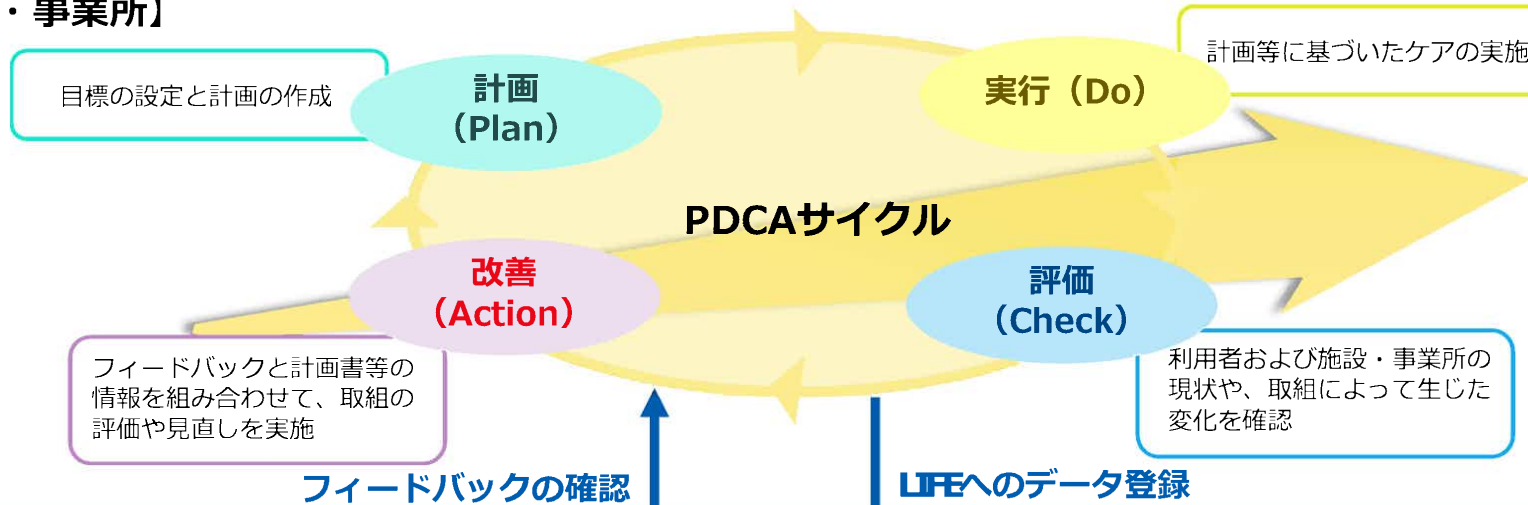 ・事業所】
目標の設定と計画の作成
計画
（Plan）
実行（Do）
計画等に基づいたケアの実施
PDCAサイクル
改善
（Action）
評価
（Check）
フィードバックと計画書等の
情報を組み合わせて、取組の
評価や見直しを実施
利用者および施設・事業所の
現状や、取組によって生じた
変化を確認
フィードバックの確認
LIFEへのデータ登録